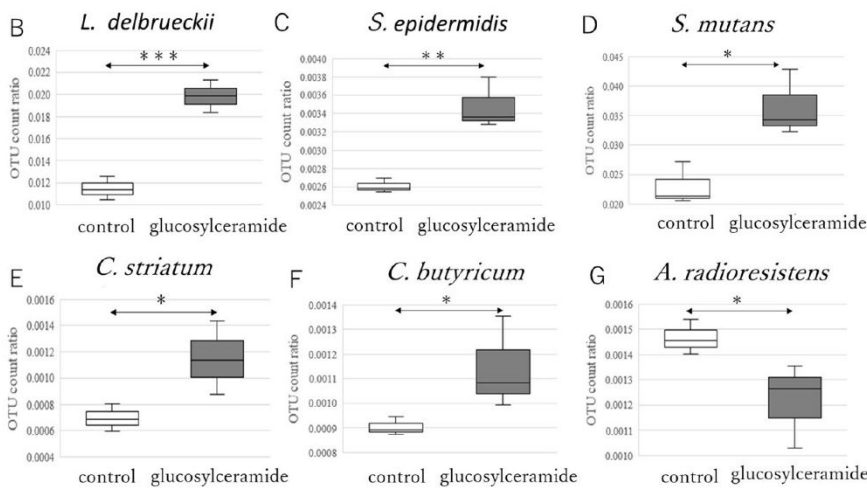 B
L. delbrueckii
OTU count ratio
0.024
0.022
0.020
0.018
0.016
0.014
0.012
0.010
***
control
glucosylceramide
C
S. epidermidis
OTU count ratio
0.0040
0.0038
0.0036
0.0034
0.0032
0.0030
0.0028
0.0026
0.0024
**
control
glucosylceramide
D
S. mutans
OTU count ratio
0.045
0.040
0.035
0.030
0.025
0.020
*
control
glucosylceramide
E
C. striatum
OTU count ratio
0.0016
0.0014
0.0012
0.0010
0.0008
0.0006
0.0004
*
control
glucosylceramide
F
C. butyricum
OTU count ratio
0.0014
0.0013
0.0012
0.0011
0.0010
0.0009
0.0008
*
control
glucosylceramide
G
A. radioresistens
OTU count ratio
0.0016
0.0015
0.0014
0.0013
0.0012
0.0011
0.0010
*
control
glucosylceramide